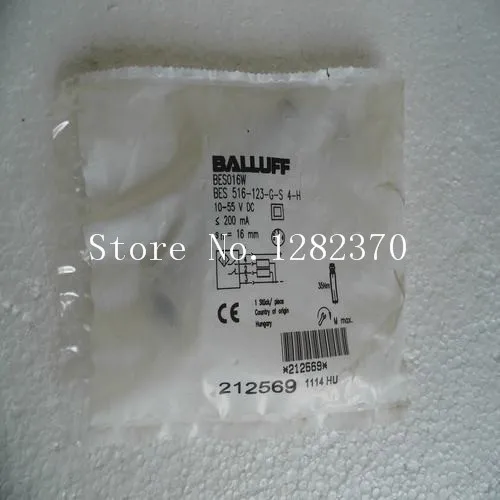 BALLUFF
BES016W
BES 516-123-G-S 4-H
10-55 V DC
≤ 200 mA
= 16 mm
Store No. 1282370
35Nm
1 Stück/ piece
Country of origin
Hungary
CE
M max.
*212569*
212569 1114 HU